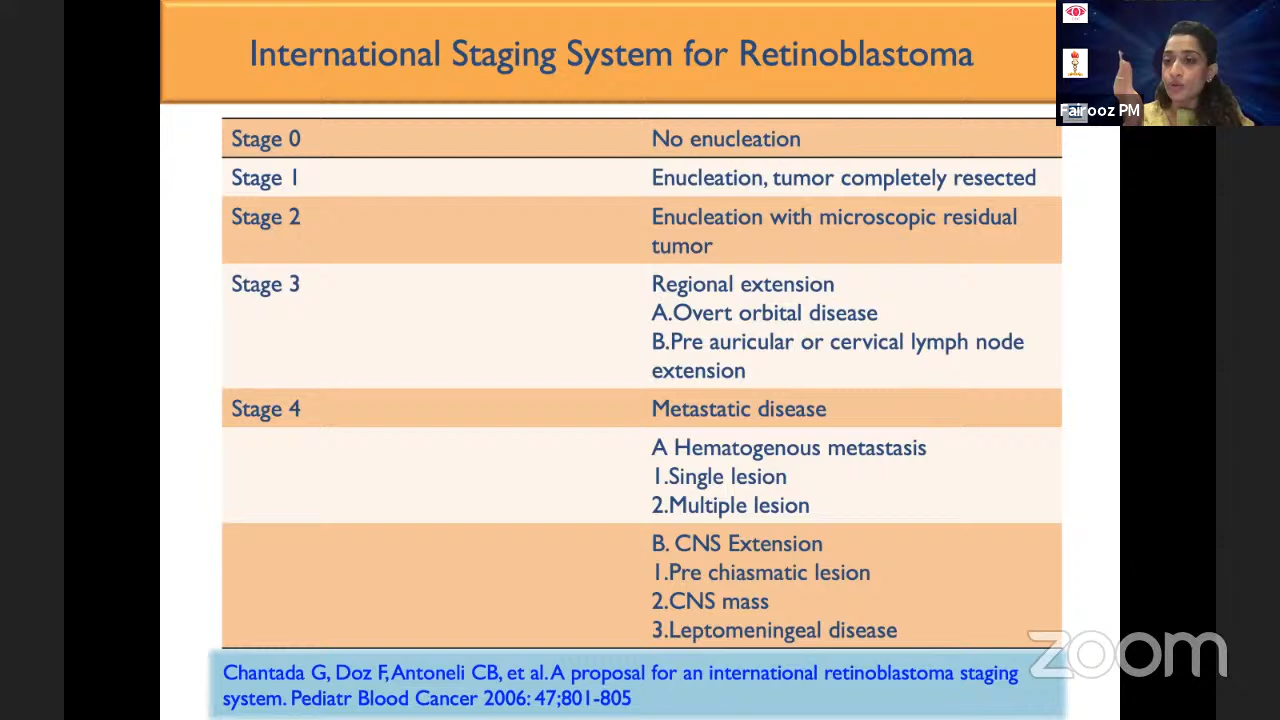 International Staging System for Retinoblastoma
Fairooz PM
Stage 0
No enucleation
Stage 1
Enucleation, tumor completely resected
Stage 2
Enucleation with microscopic residual
tumor
Stage 3
Regional extension
A.Overt orbital disease
B.Pre auricular or cervical lymph node
extension
Stage 4
Metastatic disease
A Hematogenous metastasis
1.Single lesion
2.Multiple lesion
B. CNS Extension
1.Pre chiasmatic lesion
2.CNS mass
3.Leptomeningeal disease
Chantada G, Doz F, Antoneli CB, et al. A proposal for an international retinoblastoma staging
system. Pediatr Blood Cancer 2006: 47;801-805
zoom